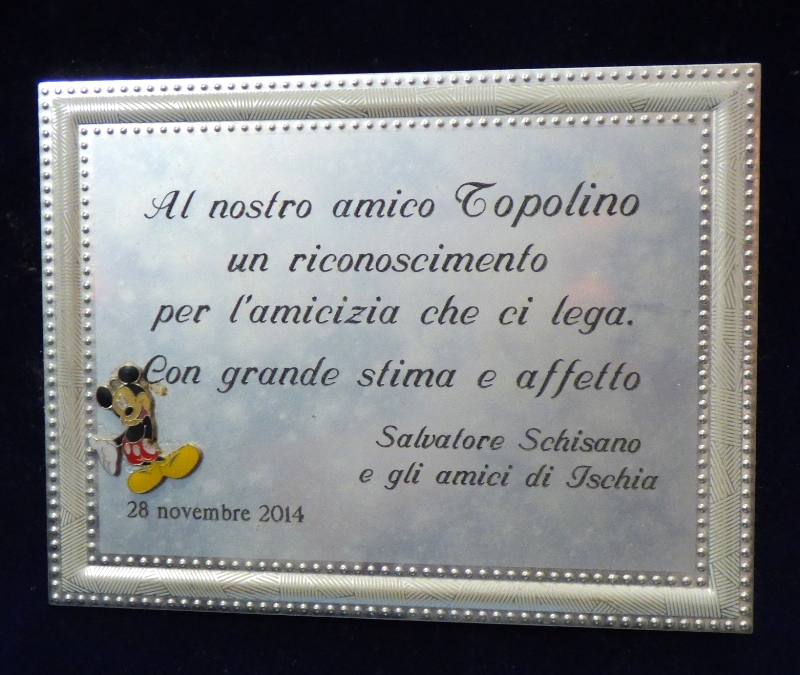 Al nostro amico Topolino
un riconoscimento
per l'amicizia che ci lega.
Con grande stima e affetto
Salvatore Schisano
e gli amici di Ischia
28 novembre 2014